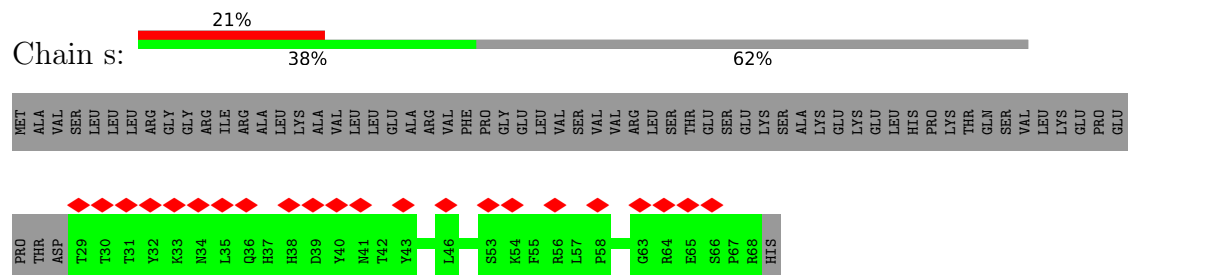 21%
Chain s:
38% 62%
MET ALA VAL SER LEU LEU LEU ARG GLY GLY ARG ILE ARG ALA LEU LYS ALA VAL LEU LEU GLU ALA ARG VAL PHE PRO GLY GLU LEU VAL SER VAL VAL ARG LEU SER THR GLU SER GLU LYS SER ALA LYS GLU LYS GLU LEU HIS PRO LYS THR GLN SER VAL LEU LYS GLU PRO GLU
PRO THR ASP T29 T30 T31 Y32 K33 N34 L35 Q36 H37 H38 D39 Y40 N41 T42 Y43 L46 S53 K54 F55 R56 L57 P58 G63 R64 E65 S66 P67 R68 HIS